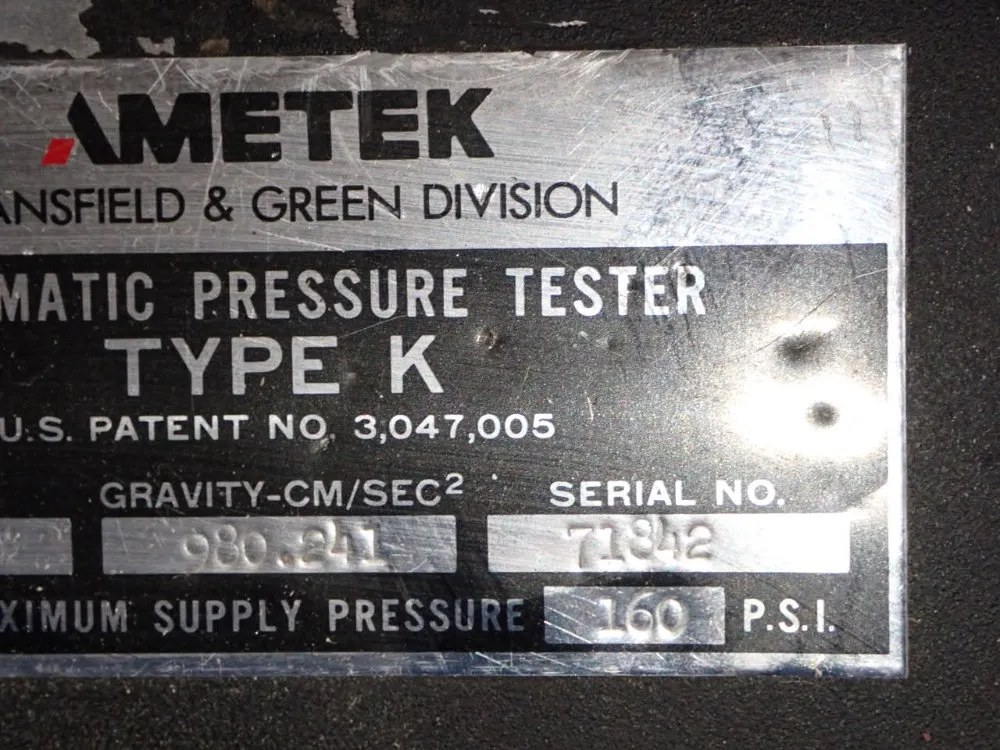 AMETEK
ANSFIELD & GREEN DIVISION
MATIC PRESSURE TESTER
TYPE K
U.S. PATENT NO. 3,047,005
GRAVITY-CM/SEC² SERIAL NO.
980.241 71842
XIMUM SUPPLY PRESSURE 160 P.S.I.